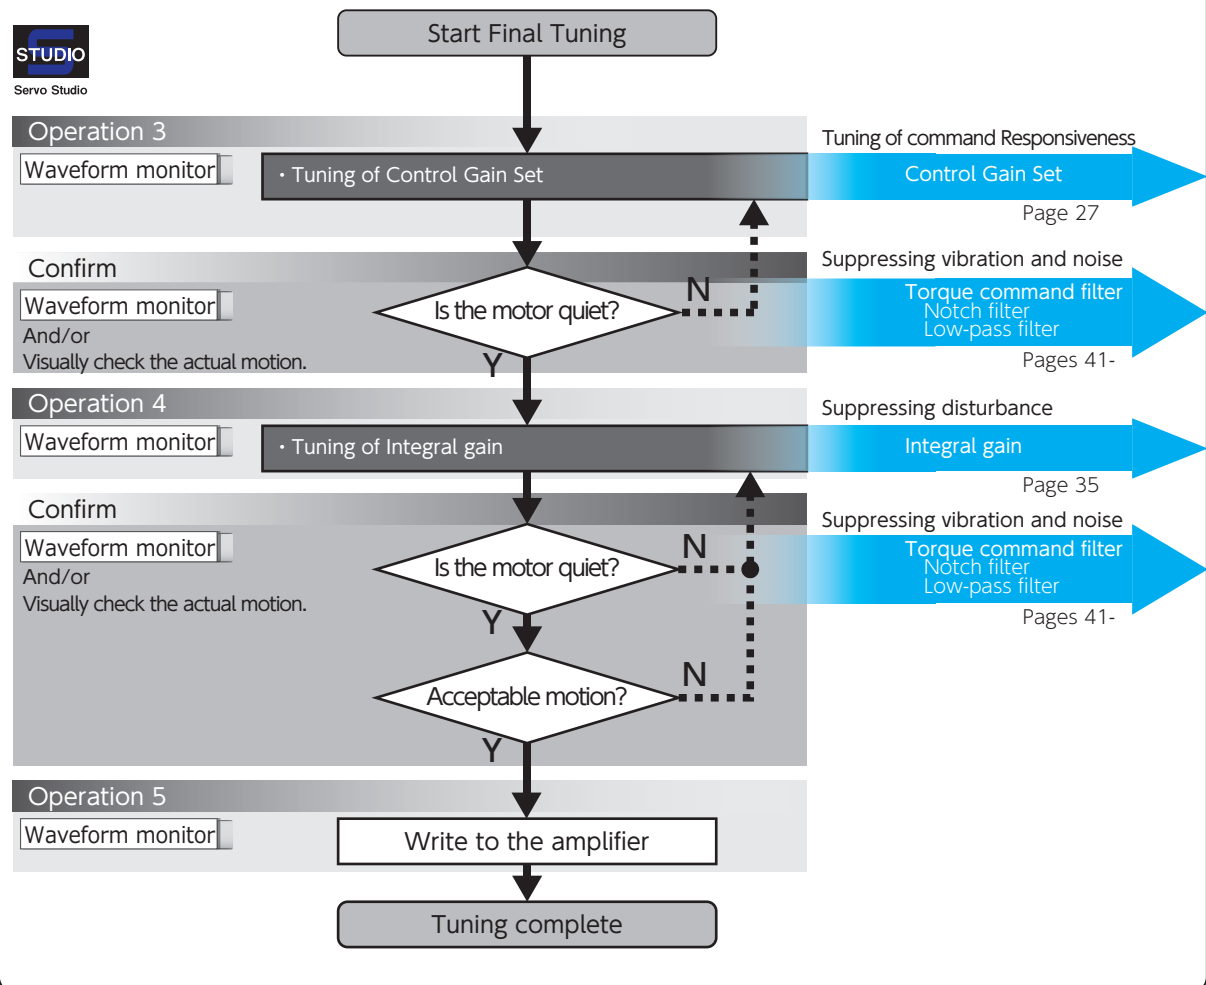 Start Final Tuning
STUDIO
Servo Studio
Operation 3
Waveform monitor
・Tuning of Control Gain Set
Tuning of command Responsiveness
Control Gain Set
Page 27
Confirm
Waveform monitor
And/or
Visually check the actual motion.
Is the motor quiet?
N
Y
Suppressing vibration and noise
Torque command filter
Notch filter
Low-pass filter
Pages 41-
Operation 4
Waveform monitor
・Tuning of Integral gain
Suppressing disturbance
Integral gain
Page 35
Confirm
Waveform monitor
And/or
Visually check the actual motion.
Is the motor quiet?
N
Y
Suppressing vibration and noise
Torque command filter
Notch filter
Low-pass filter
Pages 41-
Acceptable motion?
N
Y
Operation 5
Waveform monitor
Write to the amplifier
Tuning complete